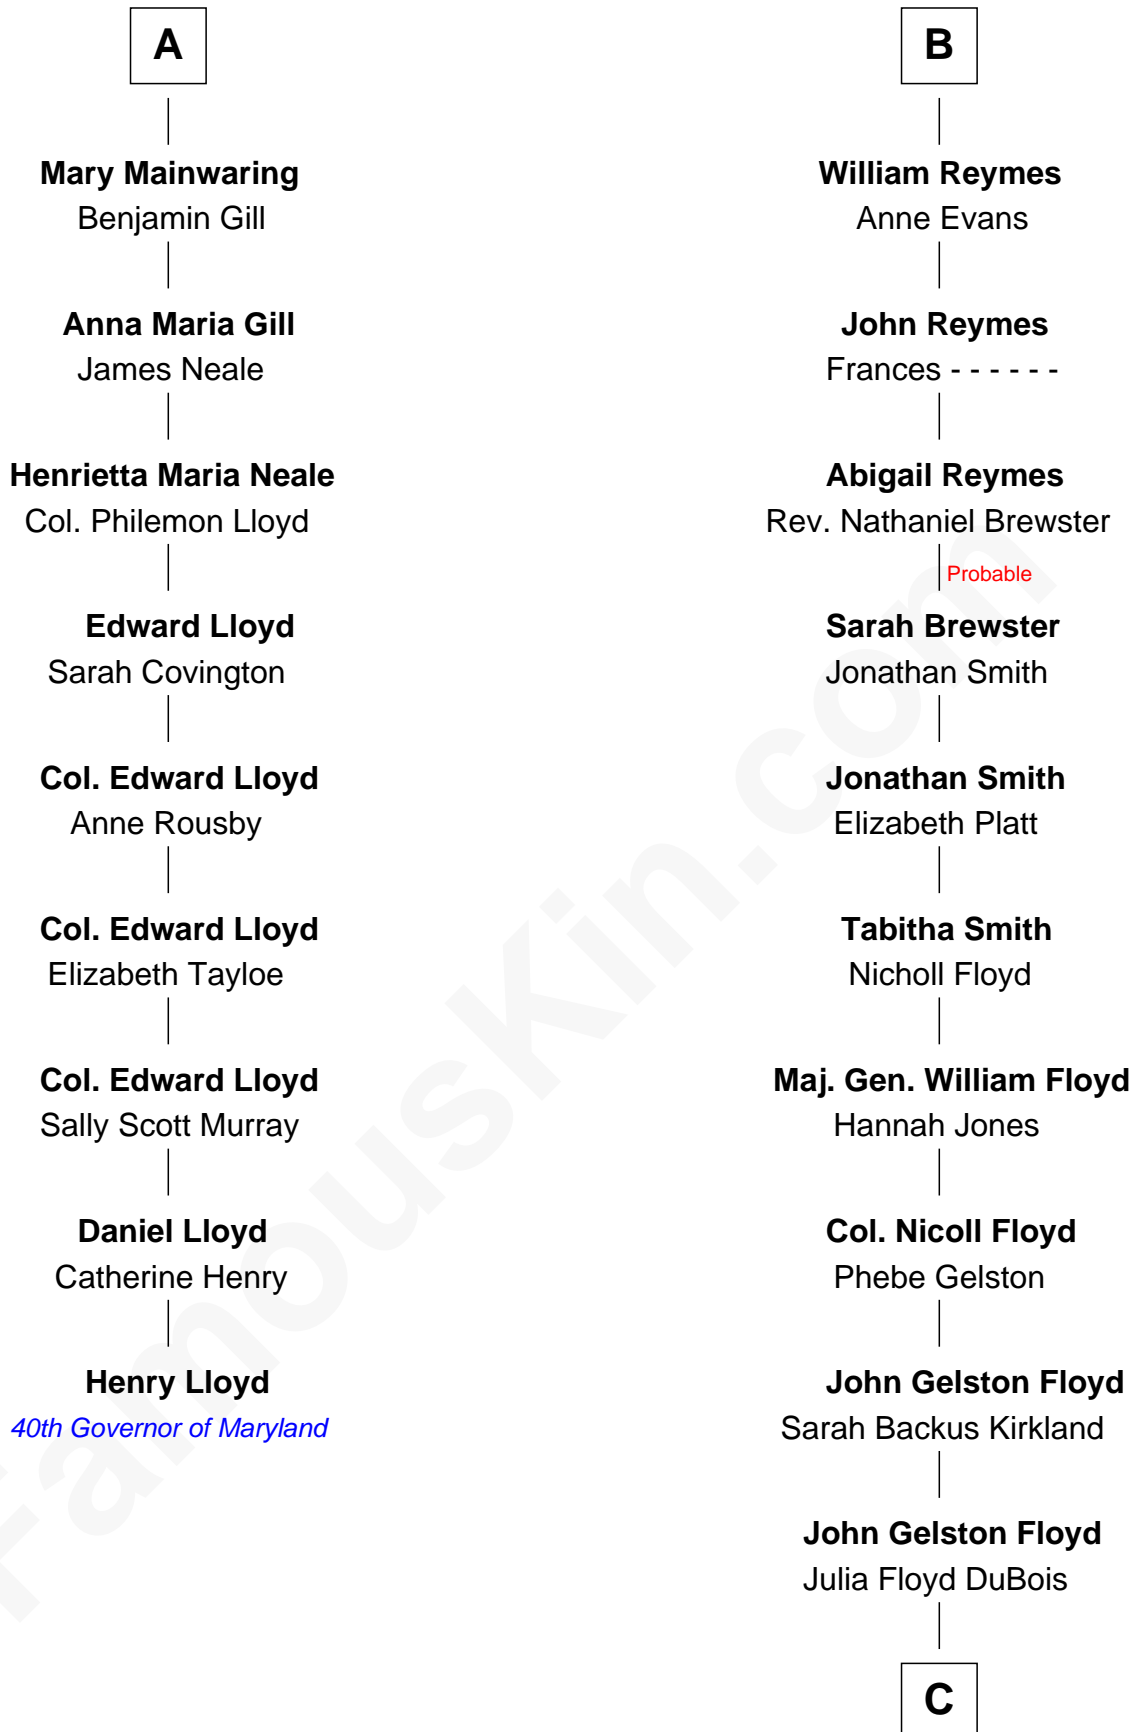 A
Mary Mainwaring
Benjamin Gill
Anna Maria Gill
James Neale
Henrietta Maria Neale
Col. Philemon Lloyd
Edward Lloyd
Sarah Covington
Col. Edward Lloyd
Anne Rousby
Col. Edward Lloyd
Elizabeth Tayloe
Col. Edward Lloyd
Sally Scott Murray
Daniel Lloyd
Catherine Henry
Henry Lloyd
40th Governor of Maryland
B
William Reymes
Anne Evans
John Reymes
Frances - - - - - -
Abigail Reymes
Rev. Nathaniel Brewster
Probable
Sarah Brewster
Jonathan Smith
Jonathan Smith
Elizabeth Platt
Tabitha Smith
Nicholl Floyd
Maj. Gen. William Floyd
Hannah Jones
Col. Nicoll Floyd
Phebe Gelston
John Gelston Floyd
Sarah Backus Kirkland
John Gelston Floyd
Julia Floyd DuBois
C
FamousKin.com